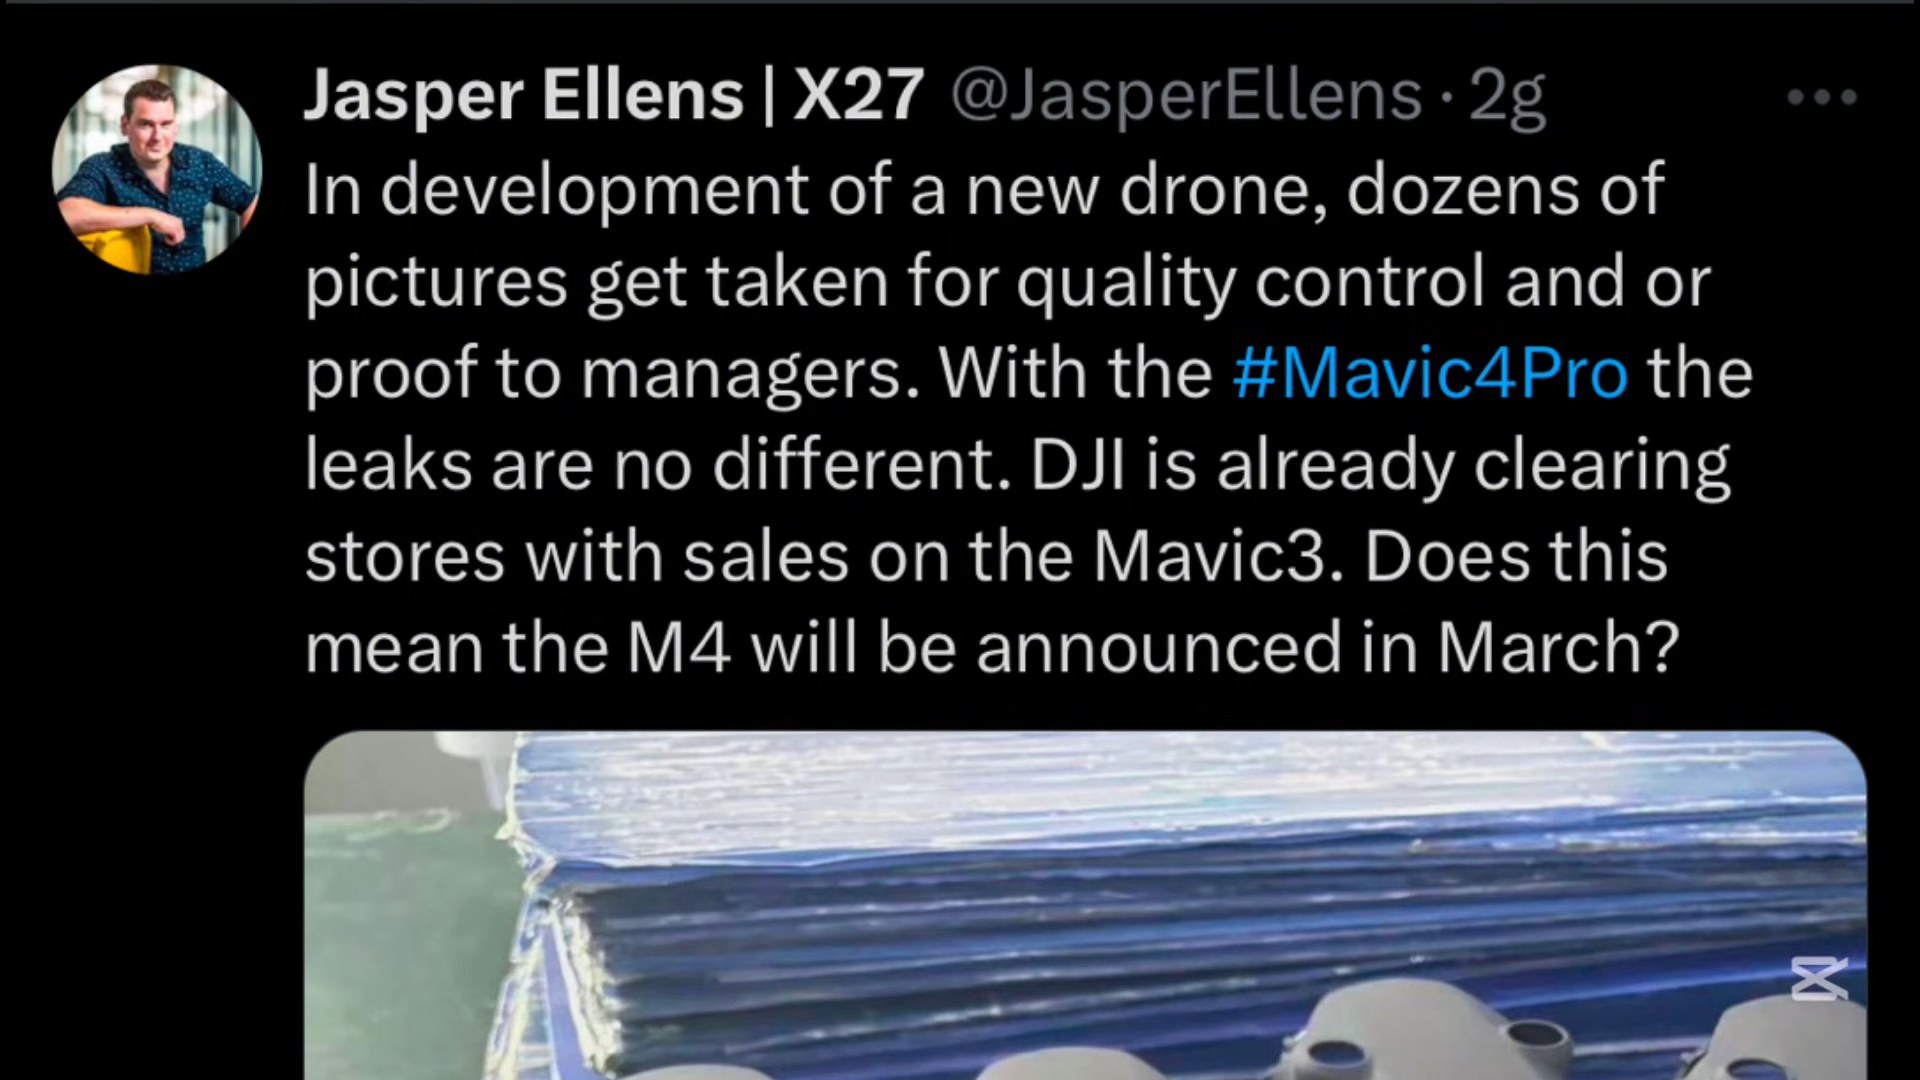 Jasper Ellens | X27 @JasperEllens · 2g
In development of a new drone, dozens of
pictures get taken for quality control and or
proof to managers. With the #Mavic4Pro the
leaks are no different. DJI is already clearing
stores with sales on the Mavic3. Does this
mean the M4 will be announced in March?